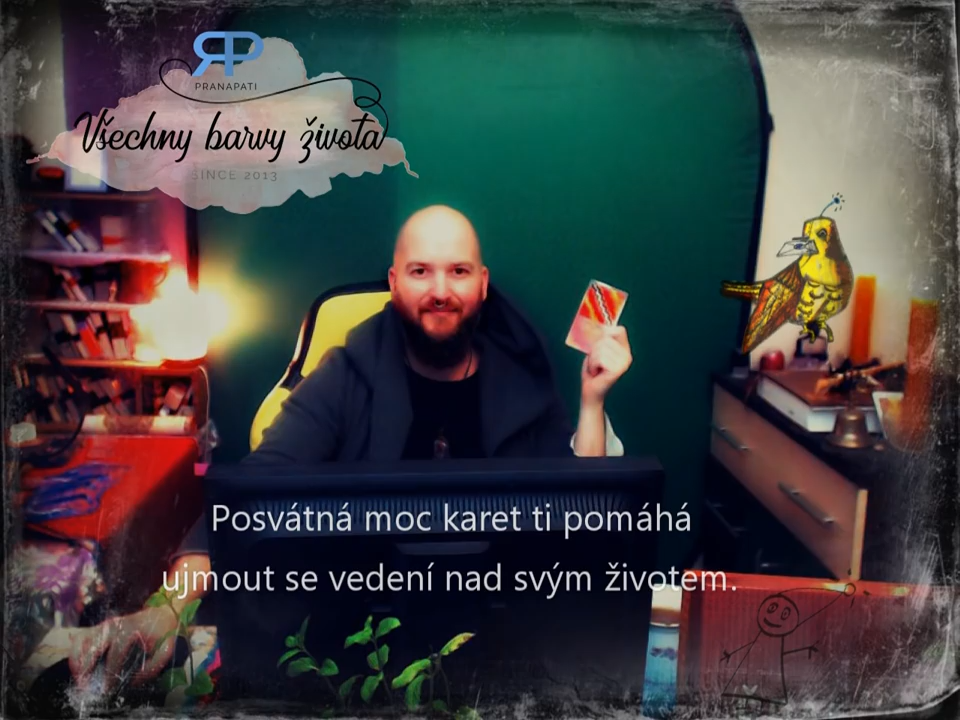 PRANAPATI
Všechny barvy života
SINCE 2013
Posvátná moc karet ti pomáhá
ujmout se vedení nad svým životem.